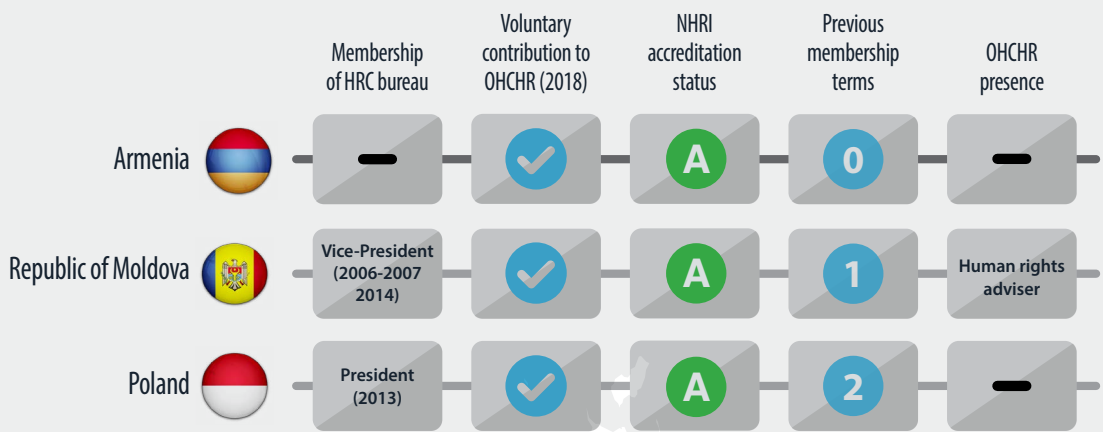 Membership
of HRC bureau
Voluntary
contribution to
OHCHR (2018)
NHRI
accreditation
status
Previous
membership
terms
OHCHR
presence
Armenia
A
0
Republic of Moldova
Vice-President
(2006-2007
2014)
A
1
Human rights
adviser
Poland
President
(2013)
A
2